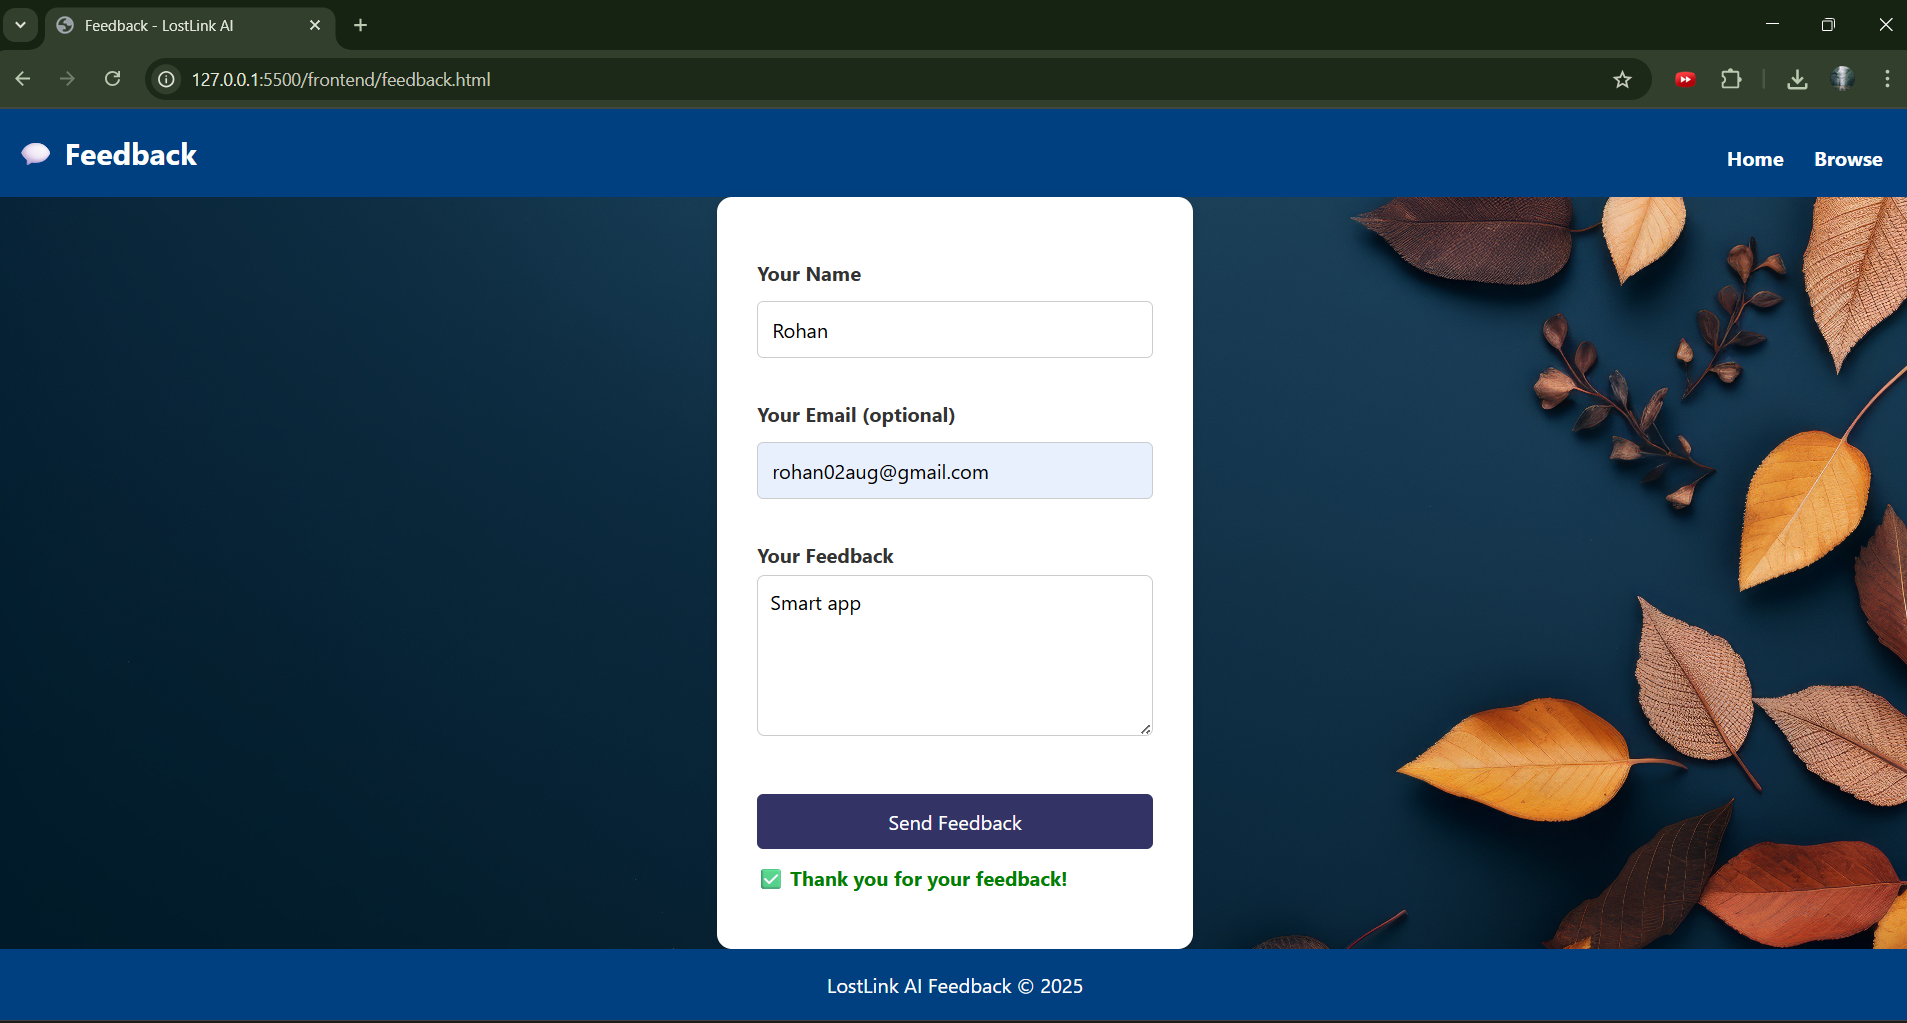 Feedback - LostLink AI
127.0.0.1:5500/frontend/feedback.html
Feedback
Home Browse
Your Name
Rohan
Your Email (optional)
rohan02aug@gmail.com
Your Feedback
Smart app
Send Feedback
Thank you for your feedback!
LostLink AI Feedback © 2025